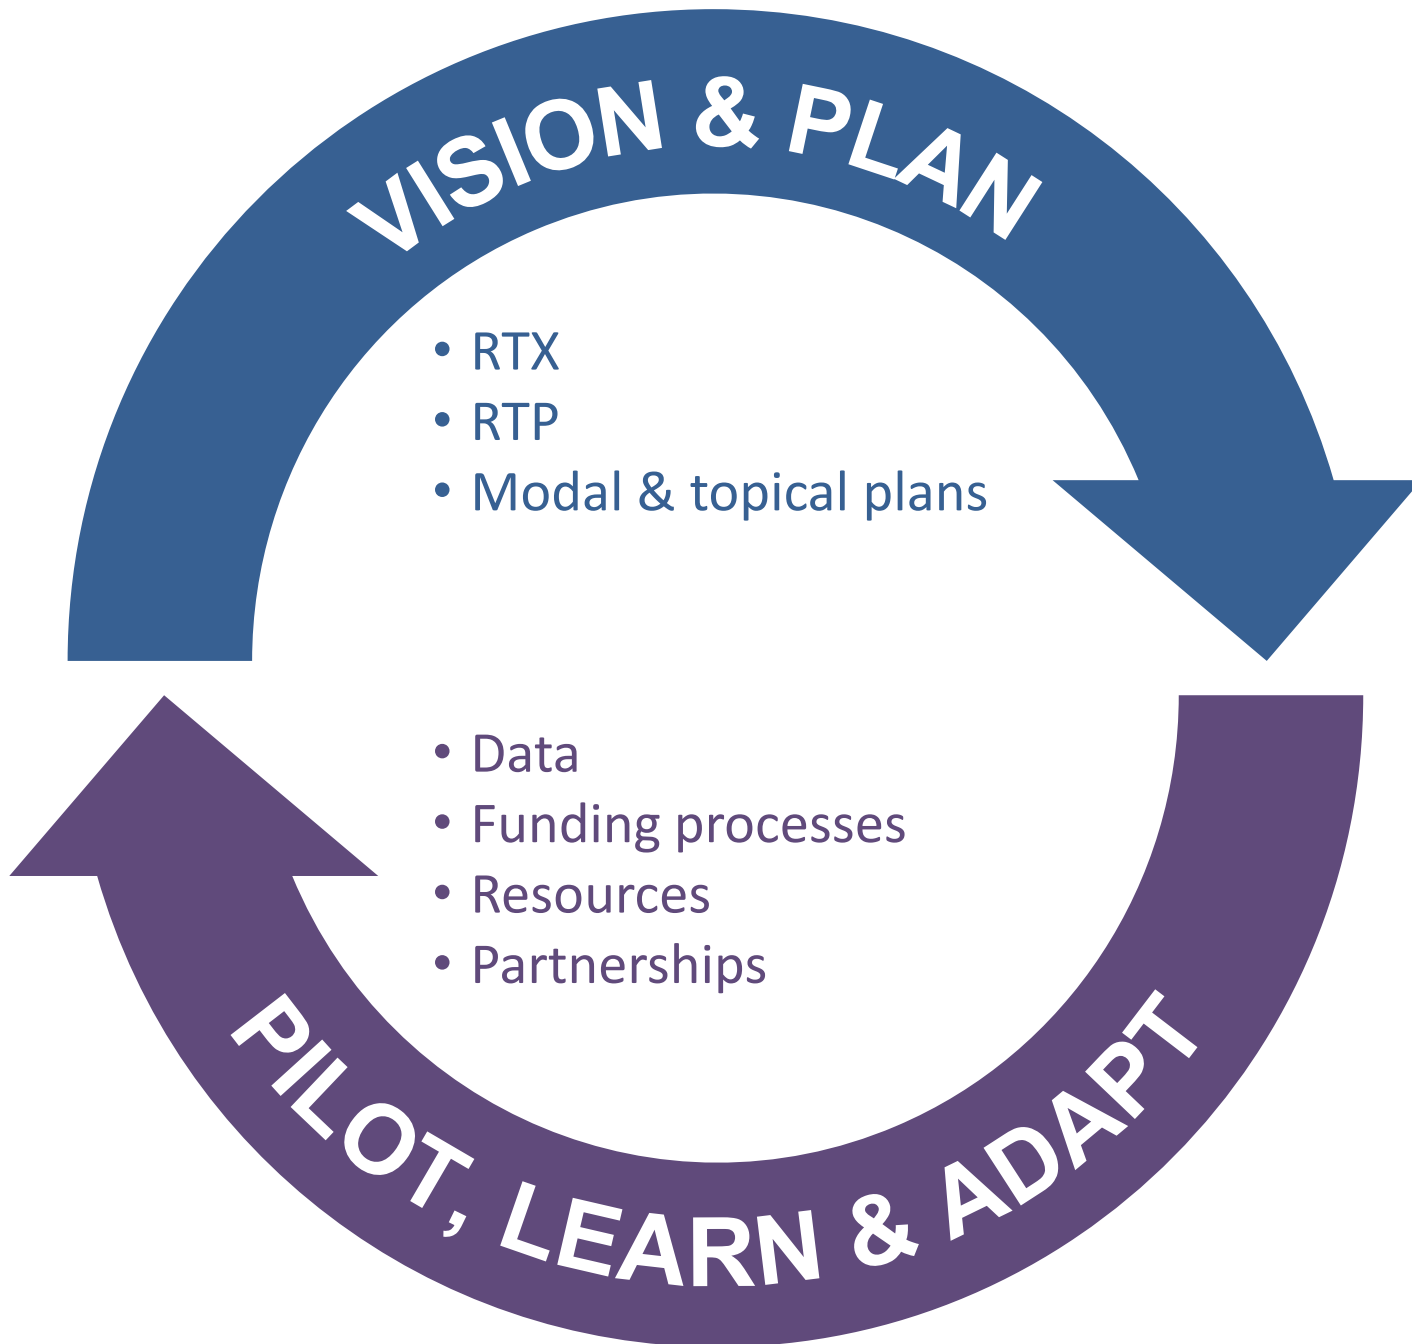 VISION & PLAN
• RTX
• RTP
• Modal & topical plans
• Data
• Funding processes
• Resources
• Partnerships
PILOT, LEARN & ADAPT